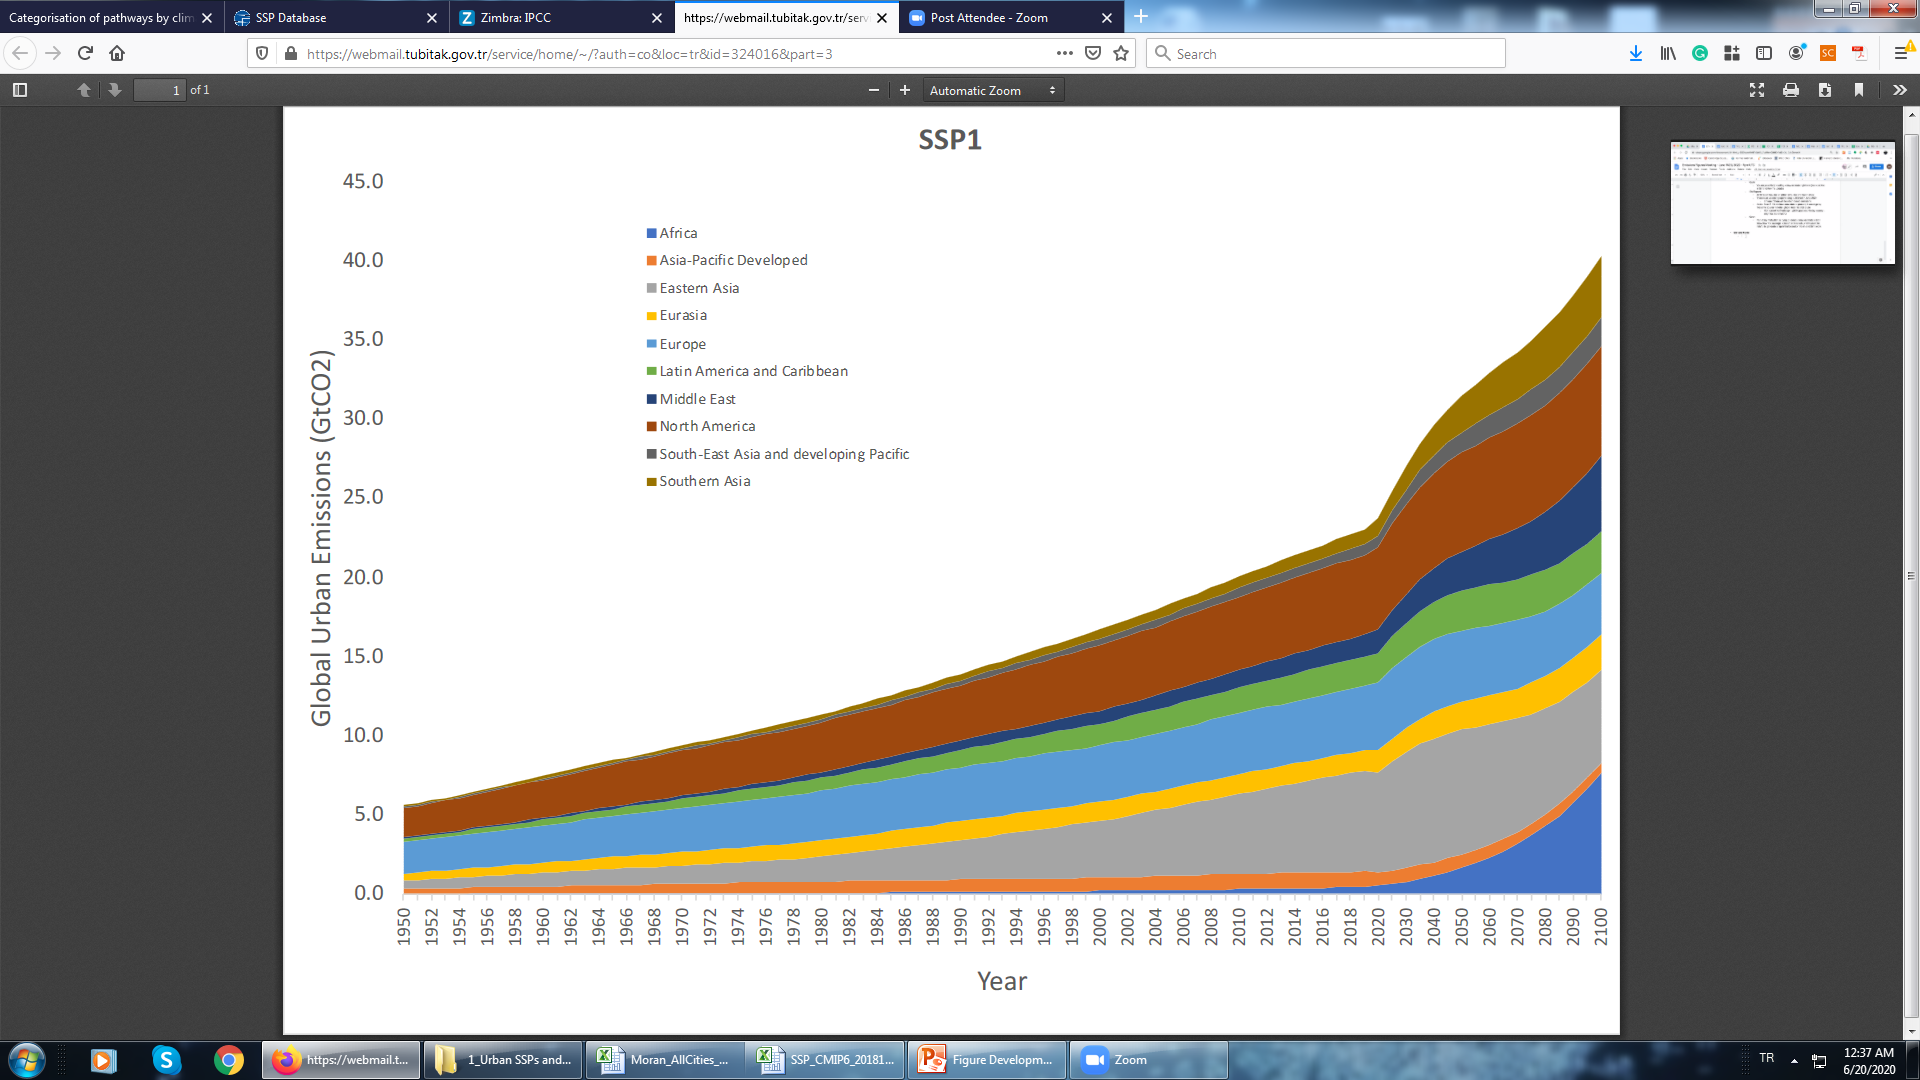 Categorisation of pathways by clim
SSP Database
Zimbra: IPCC
https://webmail.tubitak.gov.tr/serv
Post Attendee - Zoom
https://webmail.tubitak.gov.tr/service/home/~/?auth=co&loc=tr&id=324016&part=3
Search
1 of 1
Automatic Zoom
SSP1
45.0
40.0
35.0
30.0
25.0
20.0
15.0
10.0
5.0
0.0
Global Urban Emissions (GtCO2)
Africa
Asia-Pacific Developed
Eastern Asia
Eurasia
Europe
Latin America and Caribbean
Middle East
North America
South-East Asia and developing Pacific
Southern Asia
1950 1952 1954 1956 1958 1960 1962 1964 1966 1968 1970 1972 1974 1976 1978 1980 1982 1984 1986 1988 1990 1992 1994 1996 1998 2000 2002 2004 2006 2008 2010 2012 2014 2016 2018 2020 2030 2040 2050 2060 2070 2080 2090 2100
Year
https://webmail.t...
1_Urban SSPs and...
Moran_AllCities_...
SSP_CMIP6_20181...
Figure Developm...
Zoom
TR
12:37 AM
6/20/2020